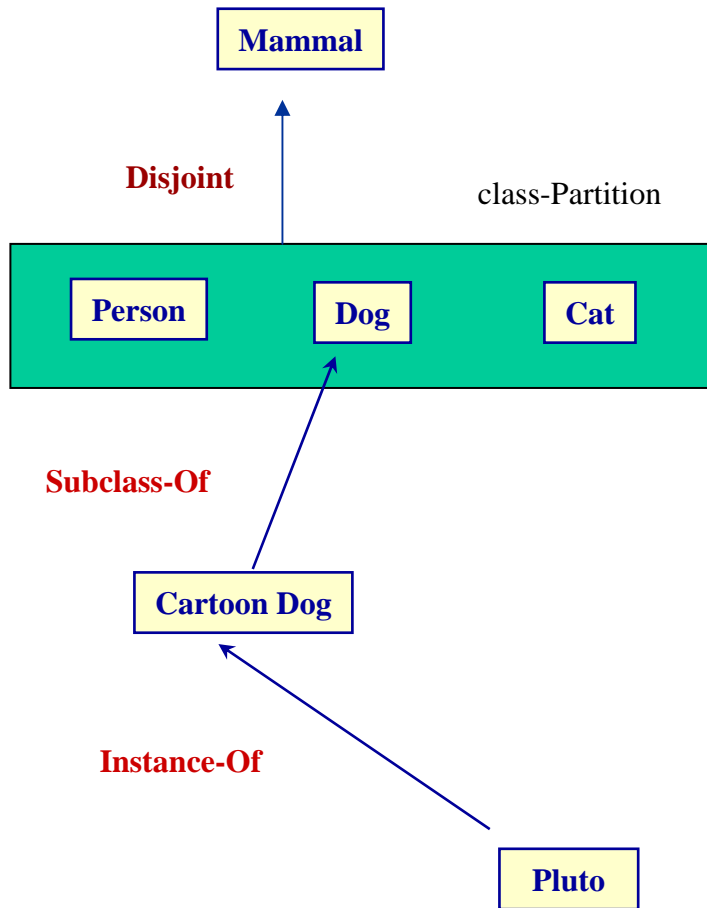 Mammal
Disjoint
class-Partition
Person
Dog
Cat
Subclass-Of
Cartoon Dog
Instance-Of
Pluto